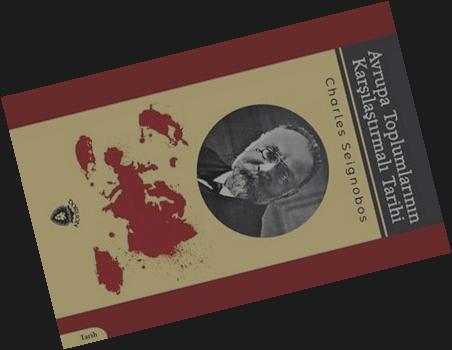 Avrupa Toplumlarının
Karşılaştırmalı Tarihi
Charles Seignobos
Tarih